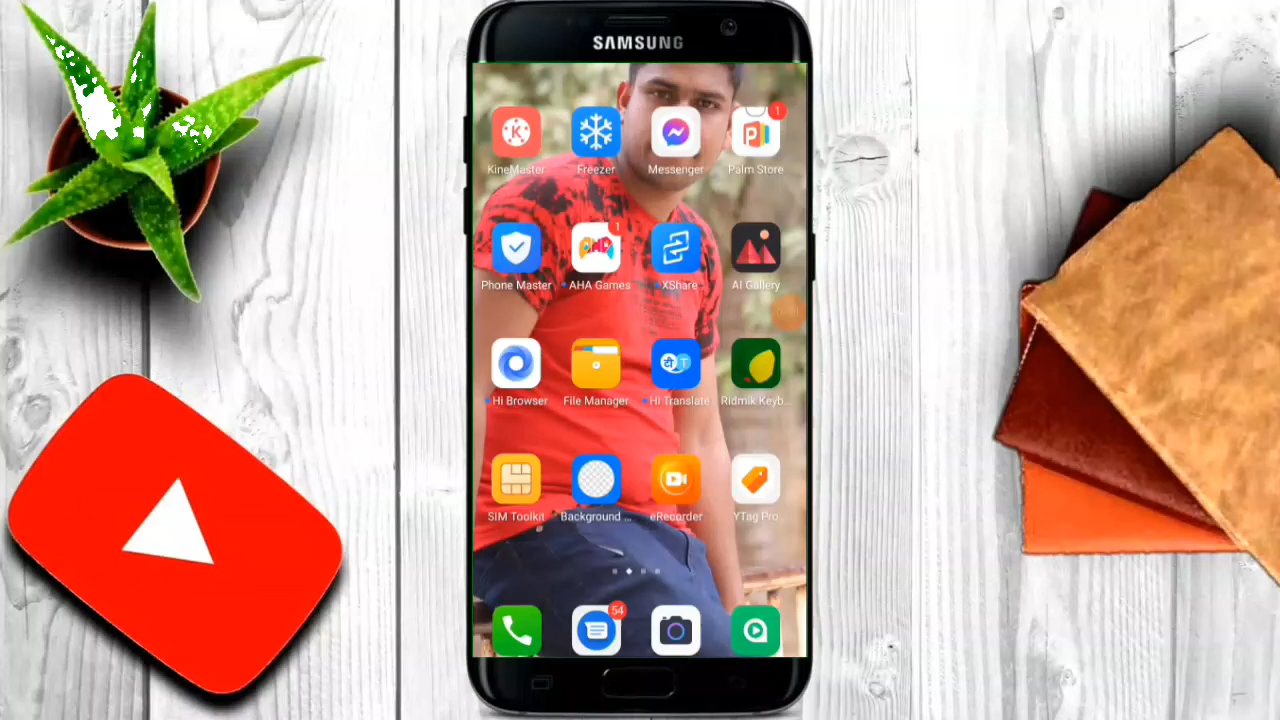 SAMSUNG
1
KineMaster Freezer Messenger Palm Store
1
Phone Master AHA Games XShare AI Gallery
Hi Browser File Manager Hi Translate Ridmik Keyb...
SIM Toolkit Background ... eRecorder YTag Pro
54